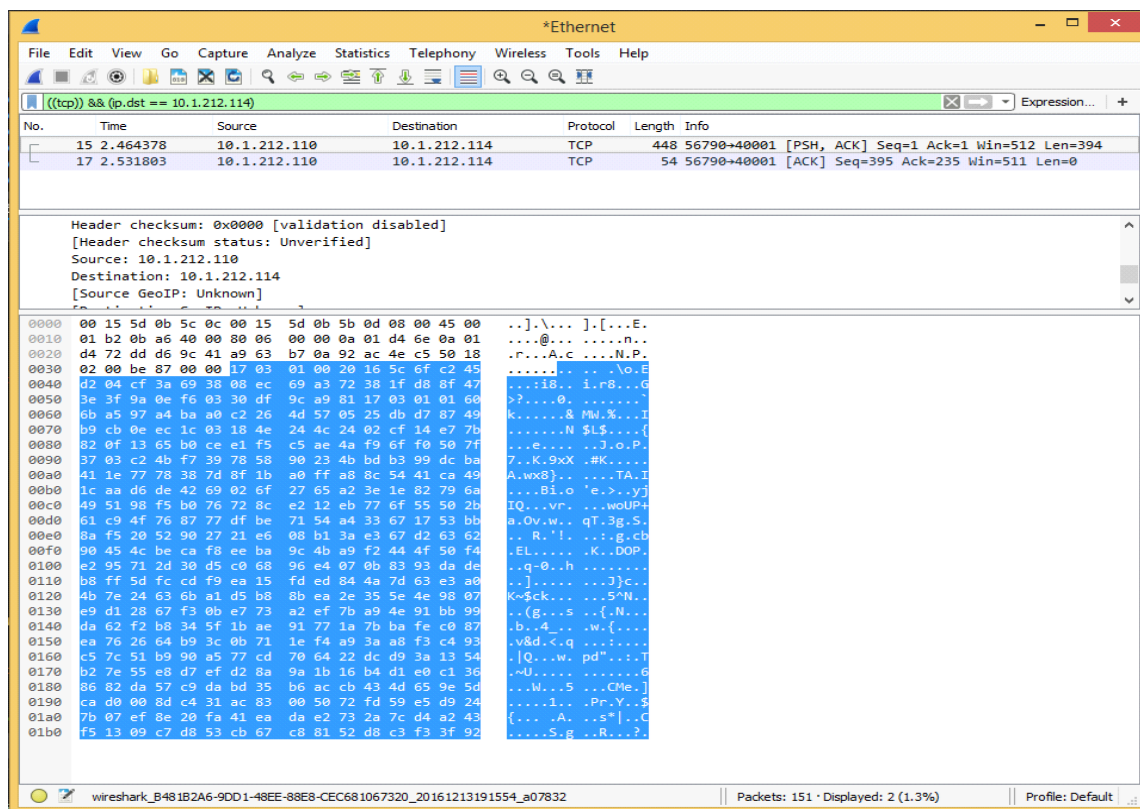 *Ethernet
File Edit View Go Capture Analyze Statistics Telephony Wireless Tools Help
((tcp)) && (ip.dst == 10.1.212.114)
Expression... +
No. Time Source Destination Protocol Length Info
15 2.464378 10.1.212.110 10.1.212.114 TCP 448 56790→40001 [PSH, ACK] Seq=1 Ack=1 Win=512 Len=394
17 2.531803 10.1.212.110 10.1.212.114 TCP 54 56790→40001 [ACK] Seq=395 Ack=235 Win=511 Len=0
Header checksum: 0x0000 [validation disabled]
[Header checksum status: Unverified]
Source: 10.1.212.110
Destination: 10.1.212.114
[Source GeoIP: Unknown]
0000 00 15 5d 0b 5c 0c 00 15 5d 0b 5b 0d 08 00 45 00 ..].\... ].[...E.
0010 01 b2 0b a6 40 00 80 06 00 00 0a 01 d4 6e 0a 01 ....@... .....n..
0020 d4 72 dd d6 9c 41 a9 63 b7 0a 92 ac 4e c5 50 18 .r...A.c ....N.P.
0030 02 00 be 87 00 00 17 03 01 00 20 16 5c 6f c2 45 ........ .. .\o.E
0040 d2 04 cf 3a 69 38 08 ec 69 a3 72 38 1f d8 8f 47 ...:i8.. i.r8...G
0050 3e 3f 9a 0e f6 03 30 df 9c a9 81 17 03 01 01 60 >?....0. .......`
0060 6b a5 97 a4 ba a0 c2 26 4d 57 05 25 db d7 87 49 k......& MW.%...I
0070 b9 cb 0e ec 1c 03 18 4e 24 4c 24 02 cf 14 e7 7b .......N $L$....{
0080 82 0f 13 65 b0 ce e1 f5 c5 ae 4a f9 6f f0 50 7f ...e.... ..J.o.P.
0090 37 03 c2 4b f7 39 78 58 90 23 4b bd b3 99 dc ba 7..K.9xX .#K.....
00a0 41 1e 77 78 38 7d 8f 1b a0 ff a8 8c 54 41 ca 49 A.wx8}.. ....TA.I
00b0 1c aa d6 de 42 69 02 6f 27 65 a2 3e 1e 82 79 6a ....Bi.o 'e.>..yj
00c0 49 51 98 f5 b0 76 72 8c e2 12 eb 77 6f 55 50 2b IQ...vr. ...woUP+
00d0 61 c9 4f 76 87 77 df be 71 54 a4 33 67 17 53 bb a.Ov.w.. qT.3g.S.
00e0 8a f5 20 52 90 27 21 e6 08 b1 3a e3 67 d2 63 62 .. R.'!. ..:.g.cb
00f0 90 45 4c be ca f8 ee ba 9c 4b a9 f2 44 4f 50 f4 .EL..... .K..DOP.
0100 e2 95 71 2d 30 d5 c0 68 96 e4 07 0b 83 93 da de ..q-0..h ........
0110 b8 ff 5d fc cd f9 ea 15 fd ed 84 4a 7d 63 e3 a0 ..]..... ...J}c..
0120 4b 7e 24 63 6b a1 d5 b8 8b ea 2e 35 5e 4e 98 07 K~$ck... ...5^N..
0130 e9 d1 28 67 f3 0b e7 73 a2 ef 7b a9 4e 91 bb 99 ..(g...s ..{.N...
0140 da 62 f2 b8 34 5f 1b ae 91 77 1a 7b ba fe c0 87 .b..4_.. .w.{....
0150 ea 76 26 64 b9 3c 0b 71 1e f4 a9 3a a8 f3 c4 93 .v&d.<.q ...:....
0160 c5 7c 51 b9 90 a5 77 cd 70 64 22 dc d9 3a 13 54 .|Q...w. pd"..:.T
0170 b2 7e 55 e8 d7 ef d2 8a 9a 1b 16 b4 d1 e0 c1 36 .~U..... .......6
0180 86 82 da 57 c9 da bd 35 b6 ac cb 43 4d 65 9e 5d ...W...5 ...CMe.]
0190 ca d0 00 8d c4 31 ac 83 00 50 72 fd 59 e5 d9 24 .....1.. .Pr.Y..$
01a0 7b 07 ef 8e 20 fa 41 ea da e2 73 2a 7c d4 a2 43 {... .A. ..s*|..C
01b0 f5 13 09 c7 d8 53 cb 67 c8 81 52 d8 c3 f3 3f 92 .....S.g ..R...?.
wireshark_B481B2A6-9DD1-48EE-88E8-CEC681067320_20161213191554_a07832 Packets: 151 · Displayed: 2 (1.3%) Profile: Default